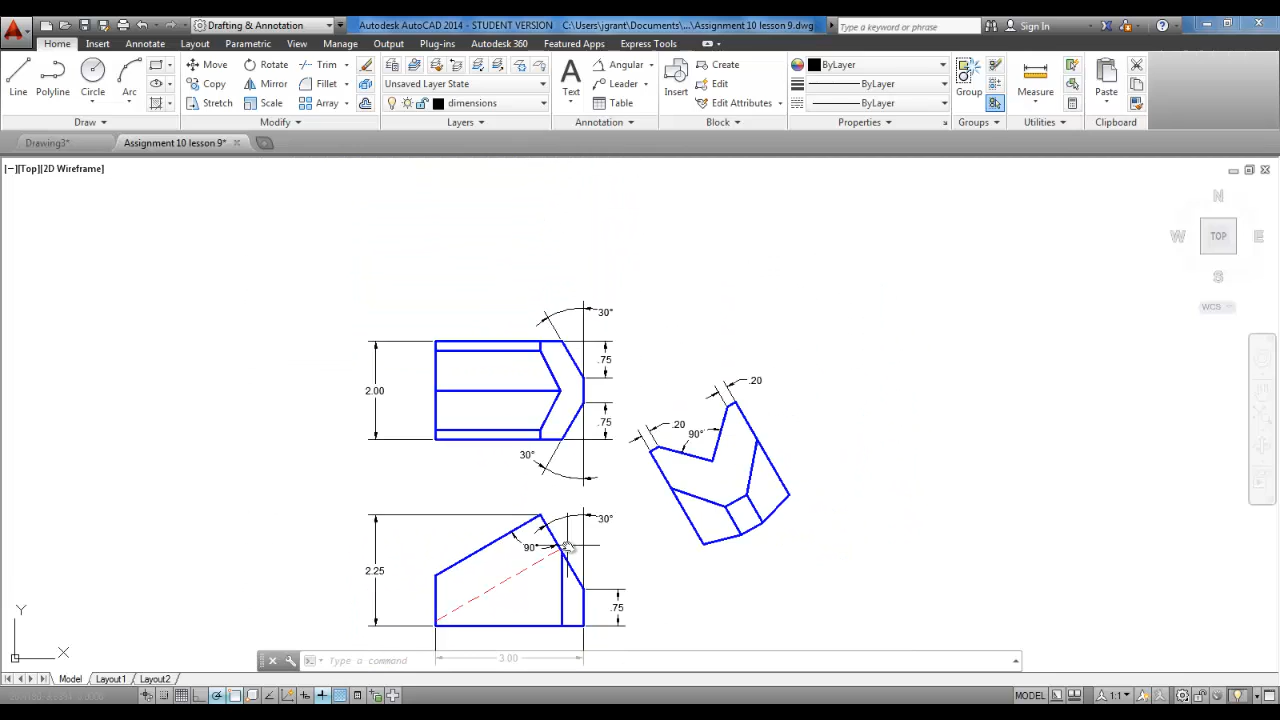 Drafting & Annotation
Autodesk AutoCAD 2014 - STUDENT VERSION C:\Users\jgrant\Documents\...\Assignment 10 lesson 9.dwg
Type a keyword or phrase
Sign In
Home Insert Annotate Layout Parametric View Manage Output Plug-ins Autodesk 360 Featured Apps Express Tools
Line Polyline Circle Arc
Move Rotate Trim
Copy Mirror Fillet
Stretch Scale Array
Unsaved Layer State
dimensions
Text
Angular
Leader
Table
Insert
Create
Edit
Edit Attributes
ByLayer
ByLayer
ByLayer
Group
Measure
Paste
Draw Modify Layers Annotation Block Properties Groups Utilities Clipboard
Drawing3* Assignment 10 lesson 9*
[−][Top][2D Wireframe]
N
W TOP E
S
WCS
30°
.75
2.00
.75
30°
.20
.20
90°
30°
90°
2.25
.75
3.00
Y
X
Type a command
Model Layout1 Layout2
MODEL 1:1